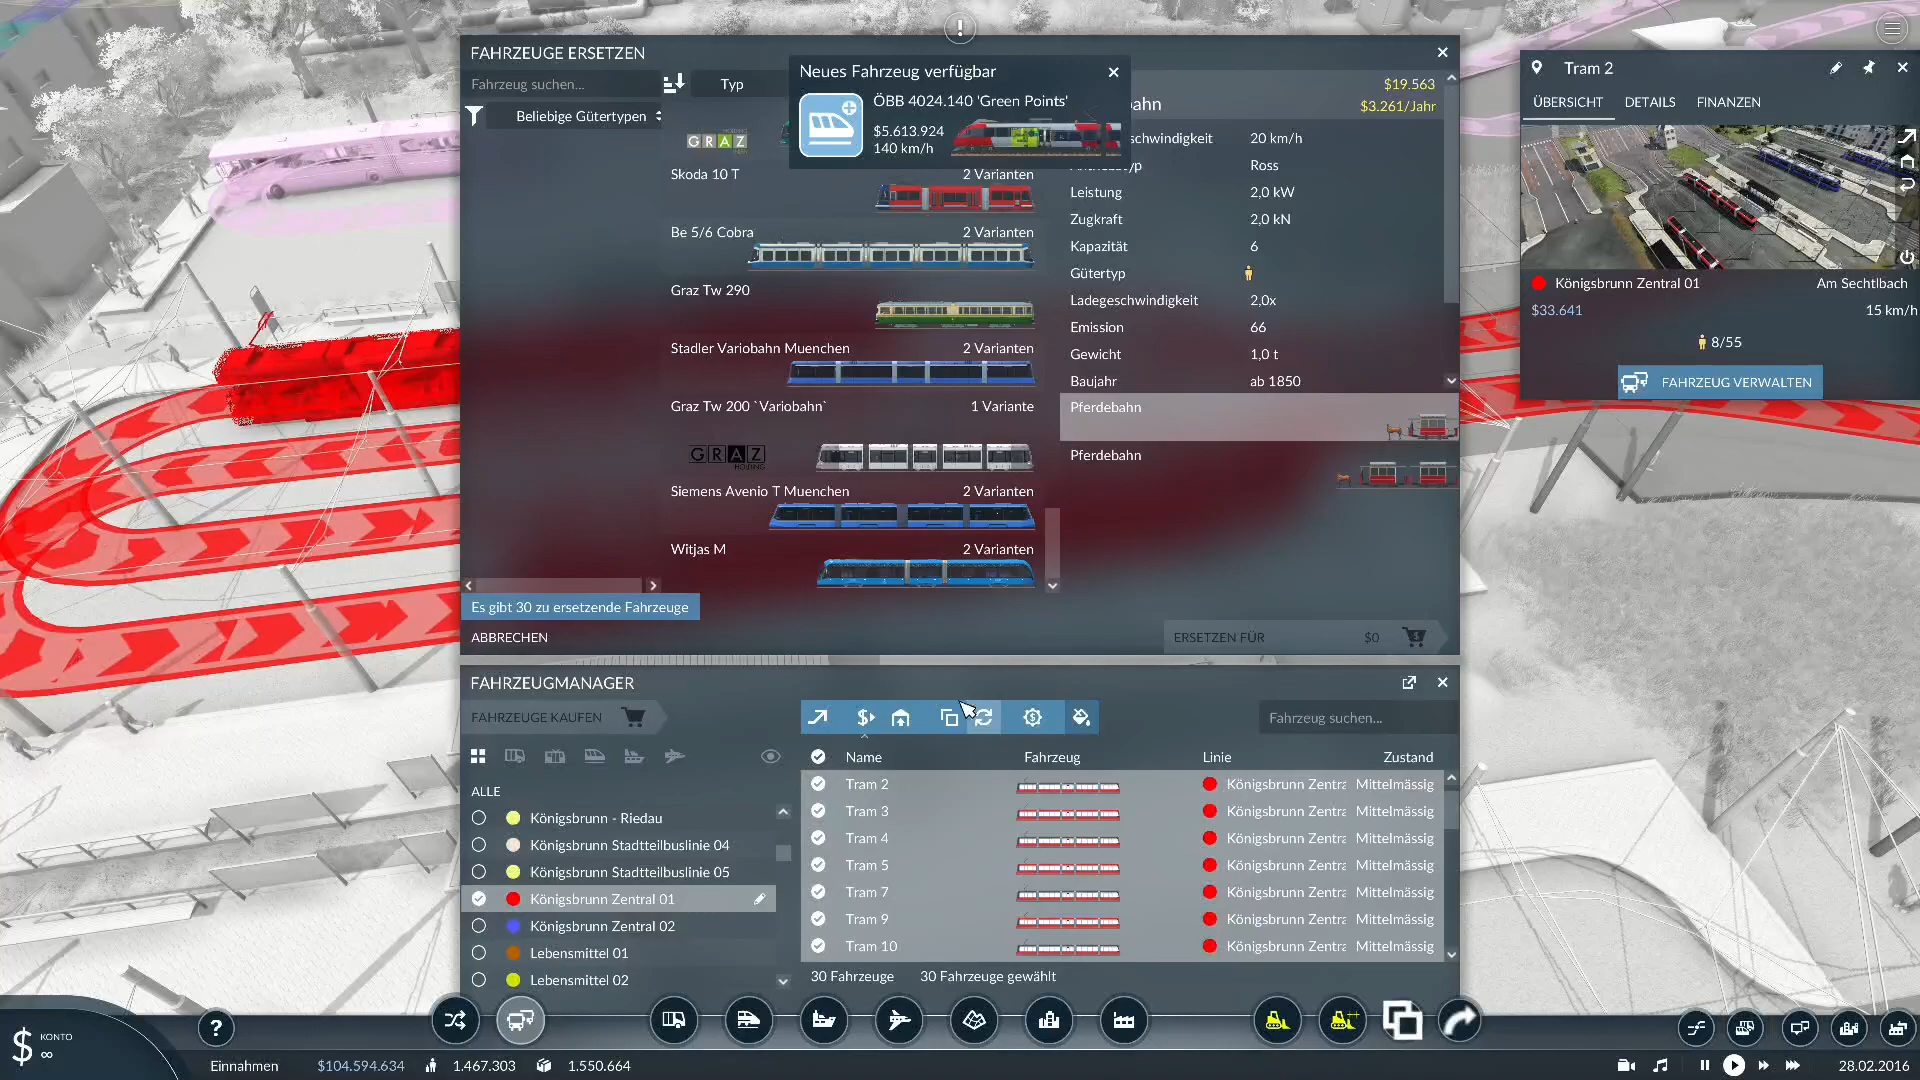 FAHRZEUGE ERSETZEN
Fahrzeug suchen...
Typ
Beliebige Gütertypen
HOLDING
GRAZ
Skoda 10 T
2 Varianten
Be 5/6 Cobra
2 Varianten
Graz Tw 290
Stadler Variobahn Muenchen
2 Varianten
Graz Tw 200 `Variobahn`
1 Variante
GRAZ
HOLDING
Siemens Avenio T Muenchen
2 Varianten
Witjas M
2 Varianten
Es gibt 30 zu ersetzende Fahrzeuge
ABBRECHEN
Neues Fahrzeug verfügbar
ÖBB 4024.140 'Green Points'
$5.613.924
140 km/h
$19.563
$3.261/Jahr
ahn
schwindigkeit
20 km/h
Ross
Leistung
2,0 kW
Zugkraft
2,0 kN
Kapazität
6
Gütertyp
Ladegeschwindigkeit
2,0x
Emission
66
Gewicht
1,0 t
Baujahr
ab 1850
Pferdebahn
Pferdebahn
ERSETZEN FÜR
$0
Tram 2
ÜBERSICHT
DETAILS
FINANZEN
Königsbrunn Zentral 01
Am Sechtlbach
$33.641
15 km/h
8/55
FAHRZEUG VERWALTEN
FAHRZEUGMANAGER
FAHRZEUGE KAUFEN
Fahrzeug suchen...
ALLE
Königsbrunn - Riedau
Königsbrunn Stadtteilbuslinie 04
Königsbrunn Stadtteilbuslinie 05
Königsbrunn Zentral 01
Königsbrunn Zentral 02
Lebensmittel 01
Lebensmittel 02
Name
Fahrzeug
Linie
Zustand
Tram 2
Königsbrunn Zentra
Mittelmässig
Tram 3
Königsbrunn Zentra
Mittelmässig
Tram 4
Königsbrunn Zentra
Mittelmässig
Tram 5
Königsbrunn Zentra
Mittelmässig
Tram 7
Königsbrunn Zentra
Mittelmässig
Tram 9
Königsbrunn Zentra
Mittelmässig
Tram 10
Königsbrunn Zentra
Mittelmässig
30 Fahrzeuge
30 Fahrzeuge gewählt
KONTO
∞
Einnahmen
$104.594.634
1.467.303
1.550.664
28.02.2016